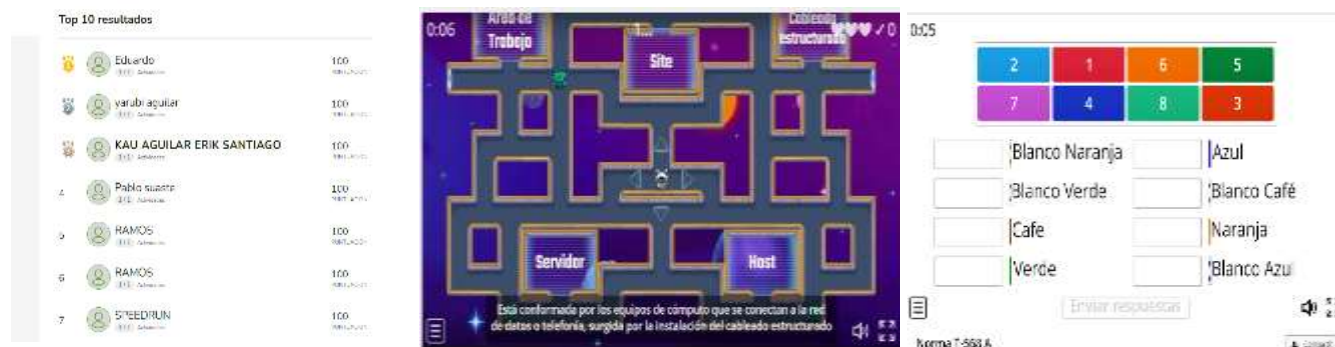 Top 10 resultados
Eduardo
100
yarubi aguilar
100
KAU AGUILAR ERIK SANTIAGO
100
4
Pablo suaste
100
5
RAMOS
100
6
RAMOS
100
7
SPEEDRUN
100
0:06
Área de Trabajo
1...
Cableado estructurado
✓ 0
Site
Servidor
Host
Está conformada por los equipos de cómputo que se conectan a la red
de datos o telefonía, surgida por la instalación del cableado estructurado
0:05
2 1 6 5
7 4 8 3
Blanco Naranja
Azul
Blanco Verde
Blanco Café
Cafe
Naranja
Verde
Blanco Azul
Enviar respuestas
Norma T-568 A